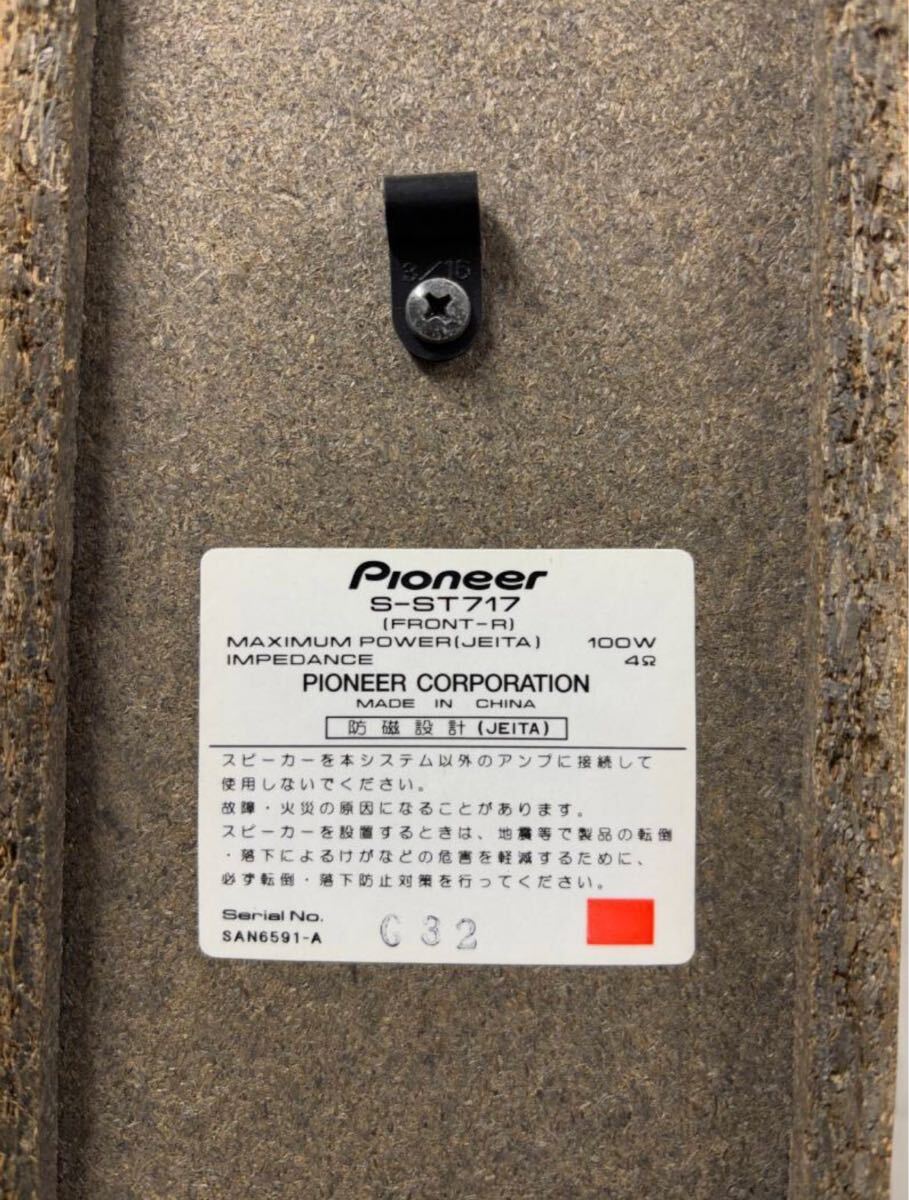 3/16
Pioneer
S-ST717
(FRONT-R)
MAXIMUM POWER(JEITA) 100W
IMPEDANCE 4Ω
PIONEER CORPORATION
MADE IN CHINA
防磁設計(JEITA)
スピーカーを本システム以外のアンプに接続して
使用しないでください。
故障・火災の原因になることがあります。
スピーカーを設置するときは、地震等で製品の転倒
・落下によるけがなどの危害を軽減するために、
必ず転倒・落下防止対策を行ってください。
Serial No.
SAN6591-A G32